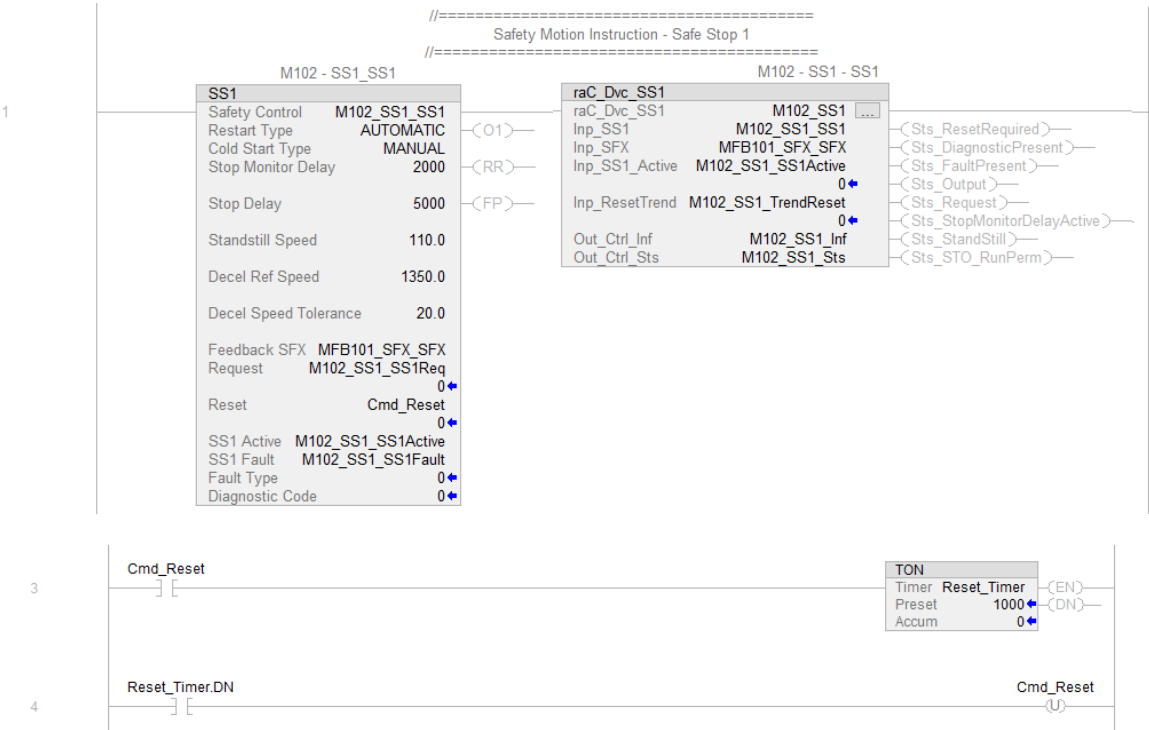 //=========================================
Safety Motion Instruction - Safe Stop 1
//==========================================
M102 - SS1_SS1
SS1
Safety Control M102_SS1_SS1
Restart Type AUTOMATIC
Cold Start Type MANUAL
Stop Monitor Delay 2000
Stop Delay 5000
Standstill Speed 110.0
Decel Ref Speed 1350.0
Decel Speed Tolerance 20.0
Feedback SFX MFB101_SFX_SFX
Request M102_SS1_SS1Req
0
Reset Cmd_Reset
0
SS1 Active M102_SS1_SS1Active
SS1 Fault M102_SS1_SS1Fault
Fault Type 0
Diagnostic Code 0
(O1)
(RR)
(FP)
M102 - SS1 - SS1
raC_Dvc_SS1
raC_Dvc_SS1 M102_SS1 ...
Inp_SS1 M102_SS1_SS1
Inp_SFX MFB101_SFX_SFX
Inp_SS1_Active M102_SS1_SS1Active
0
Inp_ResetTrend M102_SS1_TrendReset
0
Out_Ctrl_Inf M102_SS1_Inf
Out_Ctrl_Sts M102_SS1_Sts
(Sts_ResetRequired)
(Sts_DiagnosticPresent)
(Sts_FaultPresent)
(Sts_Output)
(Sts_Request)
(Sts_StopMonitorDelayActive)
(Sts_StandStill)
(Sts_STO_RunPerm)
1
3
Cmd_Reset
TON
Timer Reset_Timer
Preset 1000
Accum 0
(EN)
(DN)
4
Reset_Timer.DN
Cmd_Reset
(U)